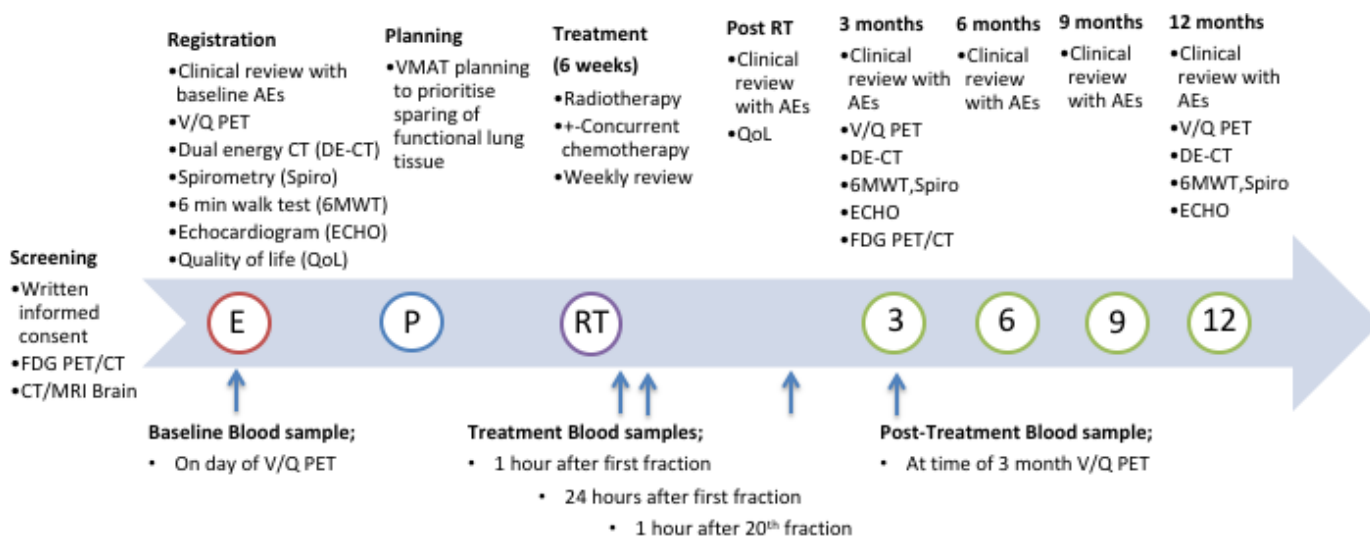 Screening
•Written
informed
consent
•FDG PET/CT
•CT/MRI Brain
Registration
•Clinical review with
baseline AEs
•V/Q PET
•Dual energy CT (DE-CT)
•Spirometry (Spiro)
•6 min walk test (6MWT)
•Echocardiogram (ECHO)
•Quality of life (QoL)
Planning
•VMAT planning
to prioritise
sparing of
functional lung
tissue
Treatment
(6 weeks)
•Radiotherapy
•+-Concurrent
chemotherapy
•Weekly review
Post RT
•Clinical
review
with AEs
•QoL
3 months
•Clinical
review with
AEs
•V/Q PET
•DE-CT
•6MWT,Spiro
•ECHO
•FDG PET/CT
6 months
•Clinical
review
with AEs
9 months
•Clinical
review
with AEs
12 months
•Clinical
review with
AEs
•V/Q PET
•DE-CT
•6MWT,Spiro
•ECHO
E
P
RT
3
6
9
12
Baseline Blood sample;
• On day of V/Q PET
Treatment Blood samples;
• 1 hour after first fraction
• 24 hours after first fraction
• 1 hour after 20th fraction
Post-Treatment Blood sample;
• At time of 3 month V/Q PET